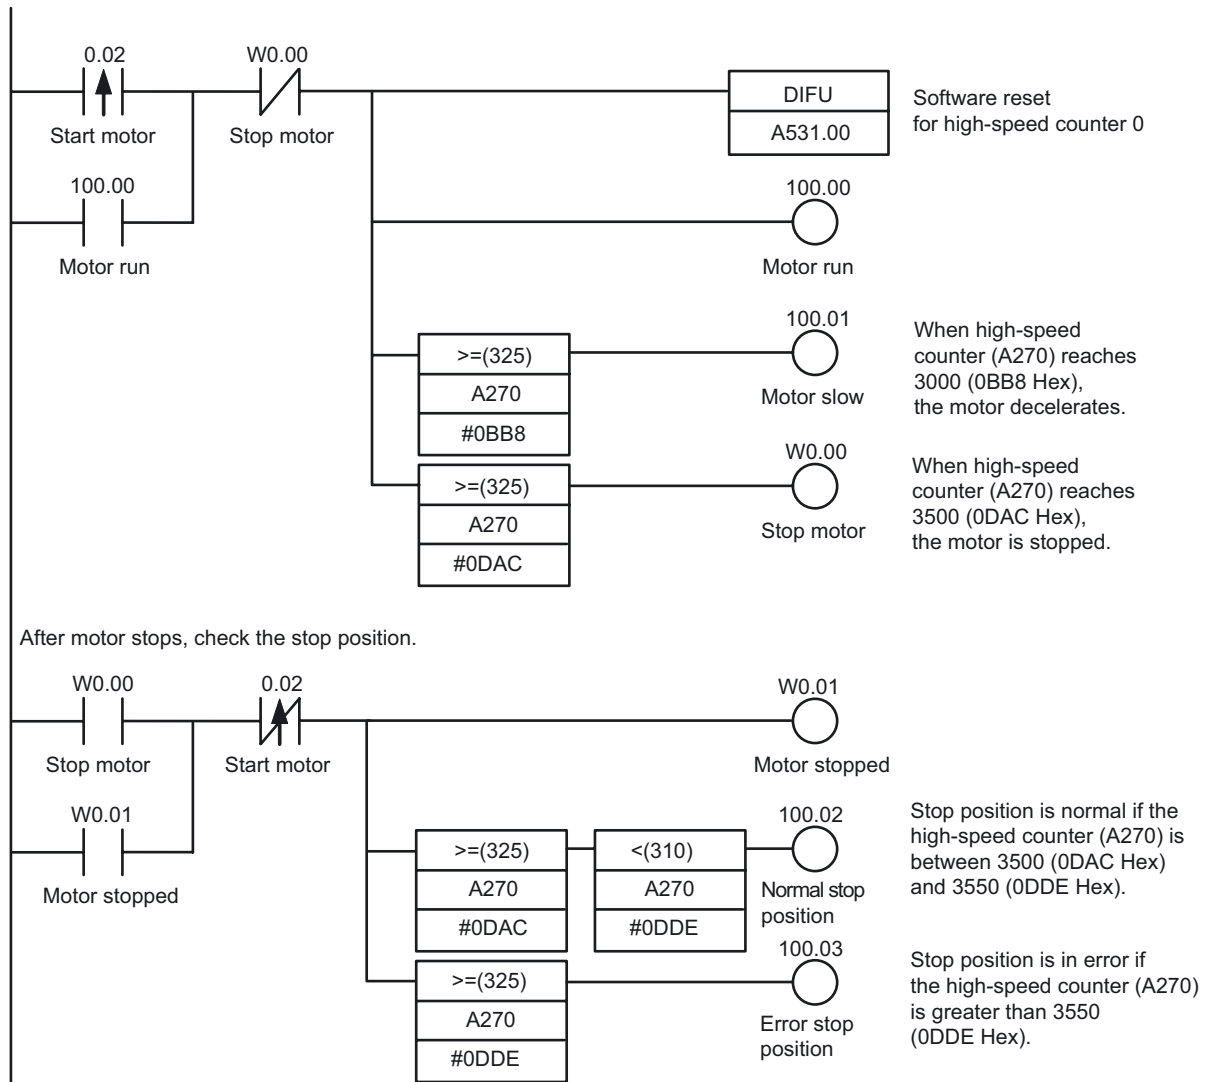 0.02
W0.00
Start motor
Stop motor
DIFU
A531.00
Software reset
for high-speed counter 0
100.00
Motor run
100.00
Motor run
>=(325)
A270
#0BB8
100.01
Motor slow
When high-speed
counter (A270) reaches
3000 (0BB8 Hex),
the motor decelerates.
>=(325)
A270
#0DAC
W0.00
Stop motor
When high-speed
counter (A270) reaches
3500 (0DAC Hex),
the motor is stopped.
After motor stops, check the stop position.
W0.00
Stop motor
0.02
Start motor
W0.01
Motor stopped
W0.01
Motor stopped
>=(325)
A270
#0DAC
<(310)
A270
#0DDE
100.02
Normal stop
position
Stop position is normal if the
high-speed counter (A270) is
between 3500 (0DAC Hex)
and 3550 (0DDE Hex).
>=(325)
A270
#0DDE
100.03
Error stop
position
Stop position is in error if
the high-speed counter (A270)
is greater than 3550
(0DDE Hex).